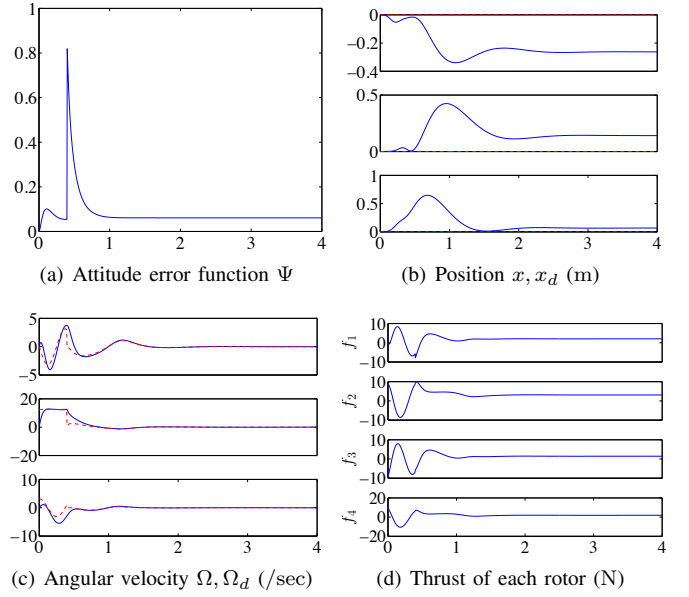 1
0.8
0.6
0.4
0.2
0
0 1 2 3 4
(a) Attitude error function Ψ
0
−0.2
−0.4
0.5
0
1
0.5
0
0 1 2 3 4
(b) Position x, x_d (m)
5
0
−5
20
0
−20
10
0
−10
0 1 2 3 4
(c) Angular velocity Ω, Ω_d (/sec)
f_1
10
0
−10
f_2
10
0
−10
f_3
10
0
−10
f_4
20
0
−20
0 1 2 3 4
(d) Thrust of each rotor (N)